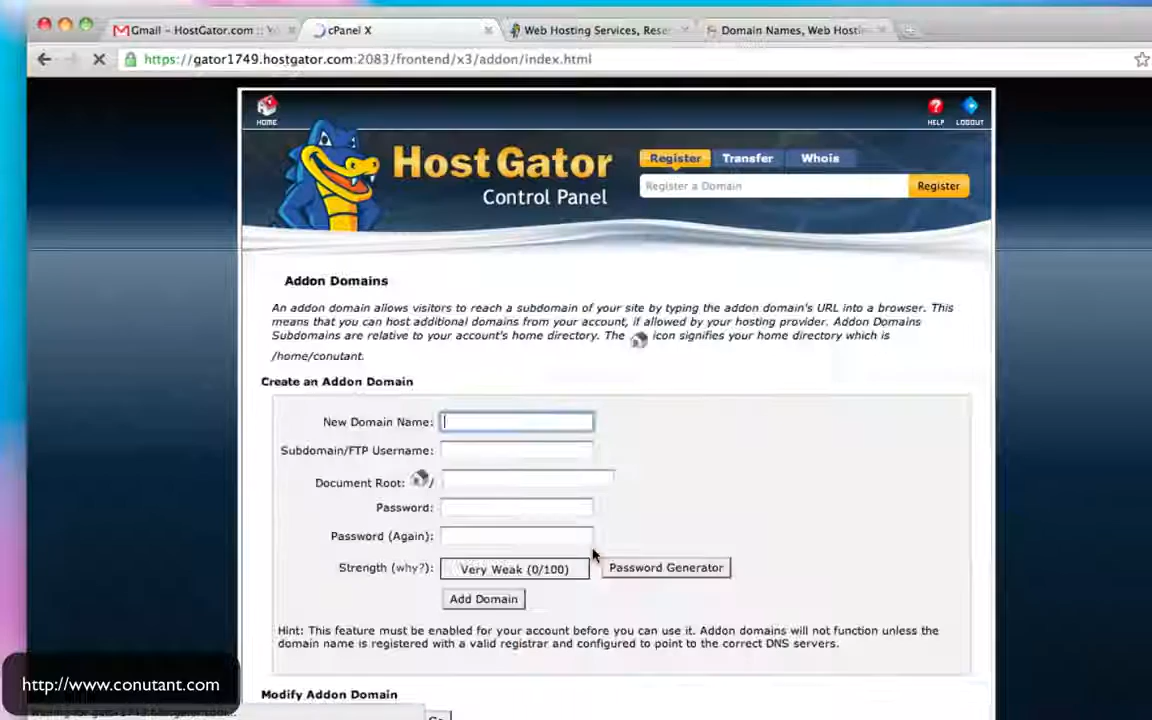 Gmail – HostGator.com ::
cPanel X
Web Hosting Services, Rese
Domain Names, Web Hosti
https://gator1749.hostgator.com:2083/frontend/x3/addon/index.html
HOME
HELP
LOGOUT
HostGator
Control Panel
Register
Transfer
Whois
Register a Domain
Register
Addon Domains
An addon domain allows visitors to reach a subdomain of your site by typing the addon domain's URL into a browser. This
means that you can host additional domains from your account, if allowed by your hosting provider. Addon Domains
Subdomains are relative to your account's home directory. The icon signifies your home directory which is
/home/conutant.
Create an Addon Domain
New Domain Name:
Subdomain/FTP Username:
Document Root: /
Password:
Password (Again):
Strength (why?):
Very Weak (0/100)
Password Generator
Add Domain
Hint: This feature must be enabled for your account before you can use it. Addon domains will not function unless the
domain name is registered with a valid registrar and configured to point to the correct DNS servers.
http://www.conutant.com
Modify Addon Domain
Go